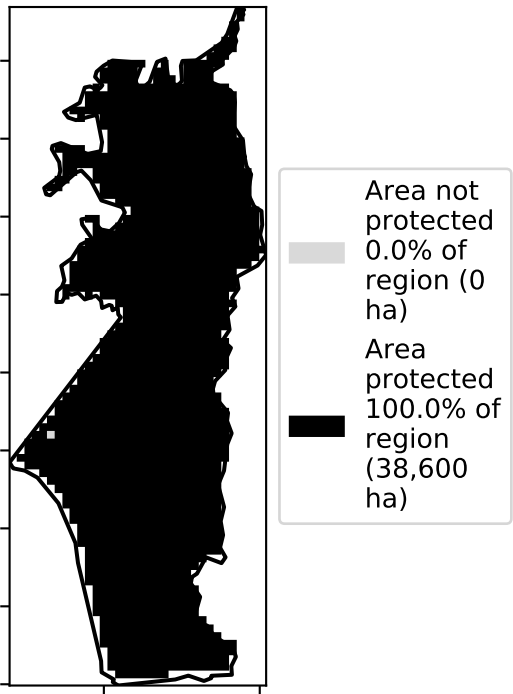 Area not
protected
0.0% of
region (0
ha)
Area
protected
100.0% of
region
(38,600
ha)